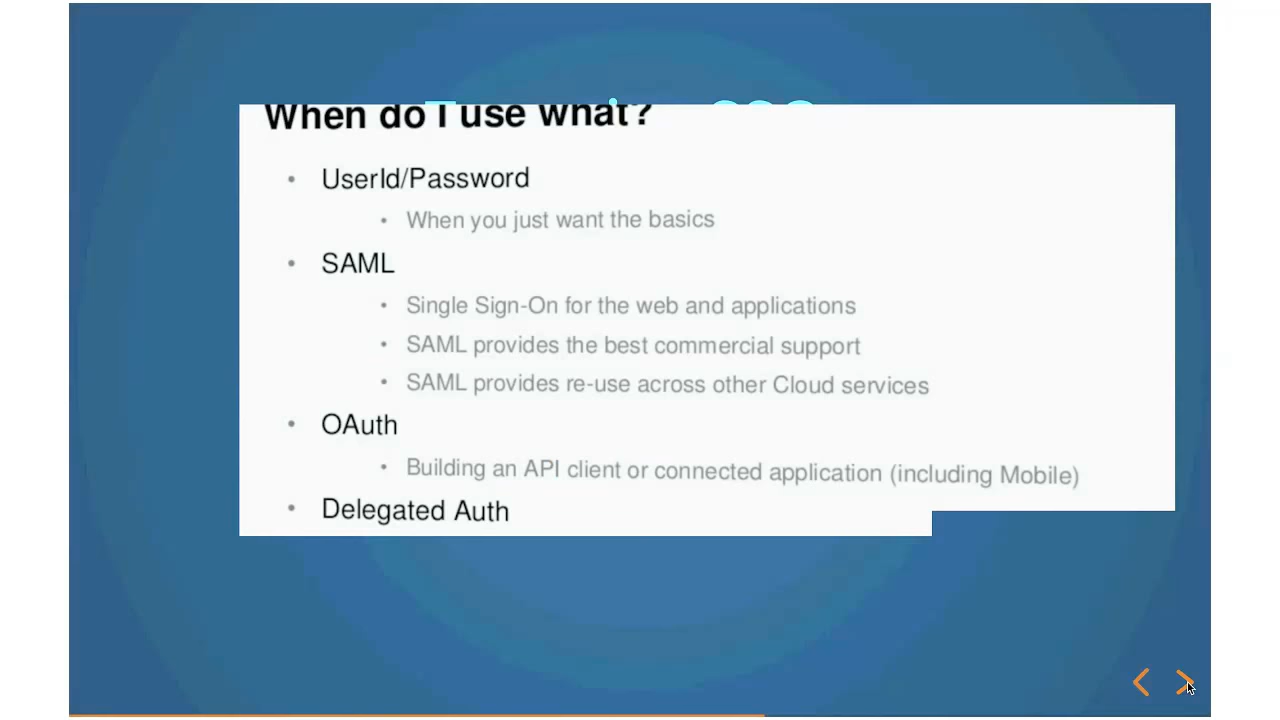 When do I use what?
• UserId/Password
• When you just want the basics
• SAML
• Single Sign-On for the web and applications
• SAML provides the best commercial support
• SAML provides re-use across other Cloud services
• OAuth
• Building an API client or connected application (including Mobile)
• Delegated Auth